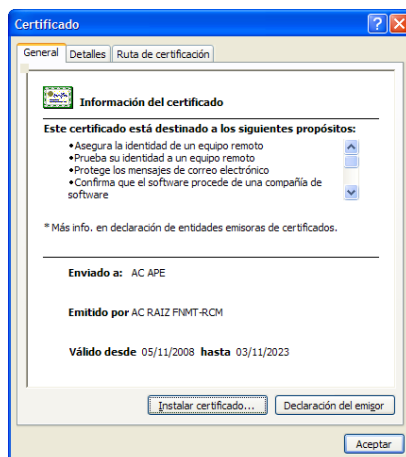 Certificado
General Detalles Ruta de certificación
Información del certificado
Este certificado está destinado a los siguientes propósitos:
•Asegura la identidad de un equipo remoto
•Prueba su identidad a un equipo remoto
•Protege los mensajes de correo electrónico
•Confirma que el software procede de una compañía de
software
* Más info. en declaración de entidades emisoras de certificados.
Enviado a: AC APE
Emitido por AC RAIZ FNMT-RCM
Válido desde 05/11/2008 hasta 03/11/2023
Instalar certificado... Declaración del emisor
Aceptar